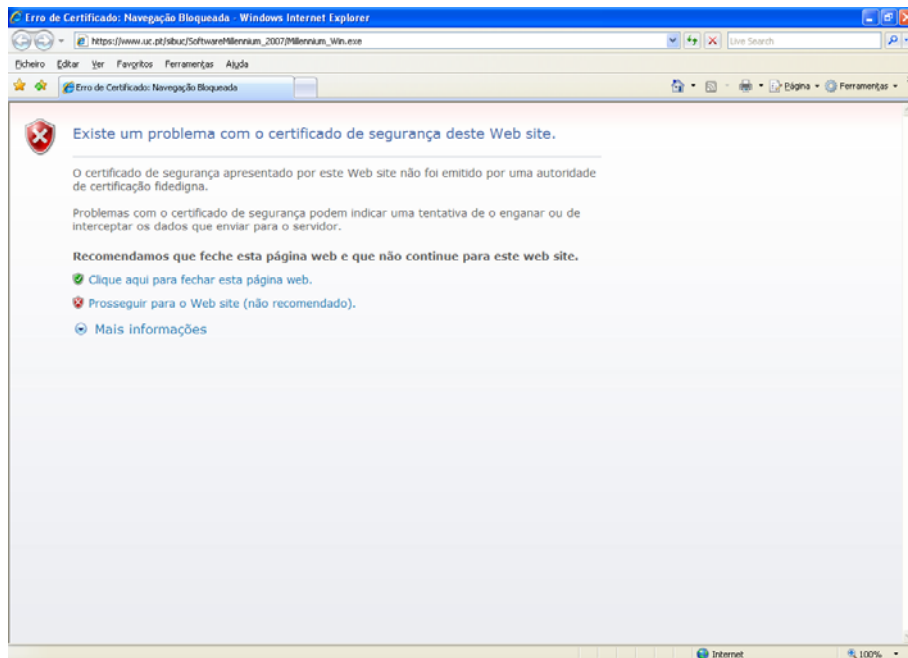 Erro de Certificado: Navegação Bloqueada - Windows Internet Explorer
https://www.uc.pt/sibuc/SoftwareMillennium_2007/Millennium_Win.exe
Live Search
Ficheiro Editar Ver Favoritos Ferramentas Ajuda
Erro de Certificado: Navegação Bloqueada
Página Ferramentas
Existe um problema com o certificado de segurança deste Web site.
O certificado de segurança apresentado por este Web site não foi emitido por uma autoridade
de certificação fidedigna.
Problemas com o certificado de segurança podem indicar uma tentativa de o enganar ou de
interceptar os dados que enviar para o servidor.
Recomendamos que feche esta página web e que não continue para este web site.
Clique aqui para fechar esta página web.
Prosseguir para o Web site (não recomendado).
Mais informações
Internet
100%